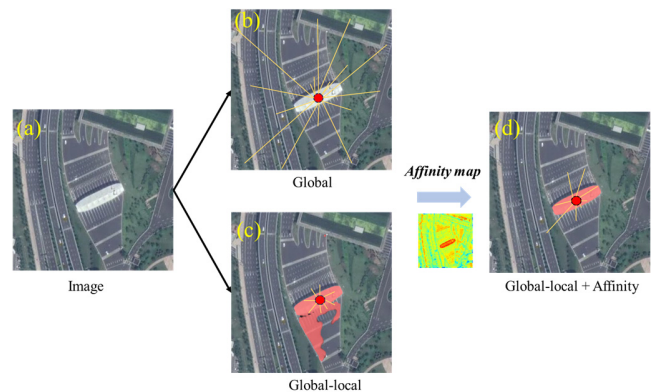 (b)
(a)
(d)
Global
Affinity map
(c)
Image
Global-local + Affinity
Global-local